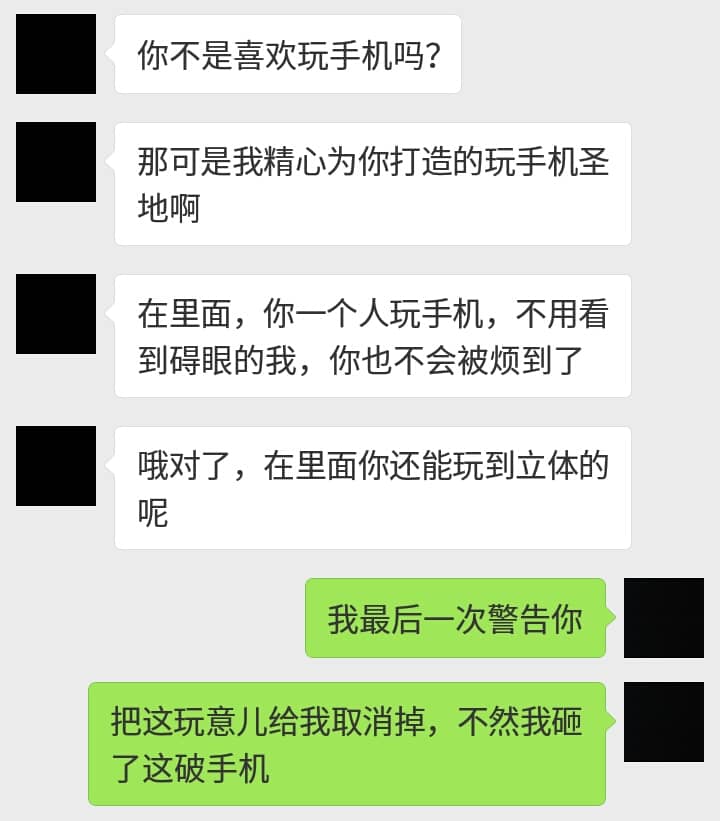 你不是喜欢玩手机吗?
那可是我精心为你打造的玩手机圣
地啊
在里面，你一个人玩手机，不用看
到碍眼的我，你也不会被烦到了
哦对了，在里面你还能玩到立体的
呢
我最后一次警告你
把这玩意儿给我取消掉，不然我砸
了这破手机